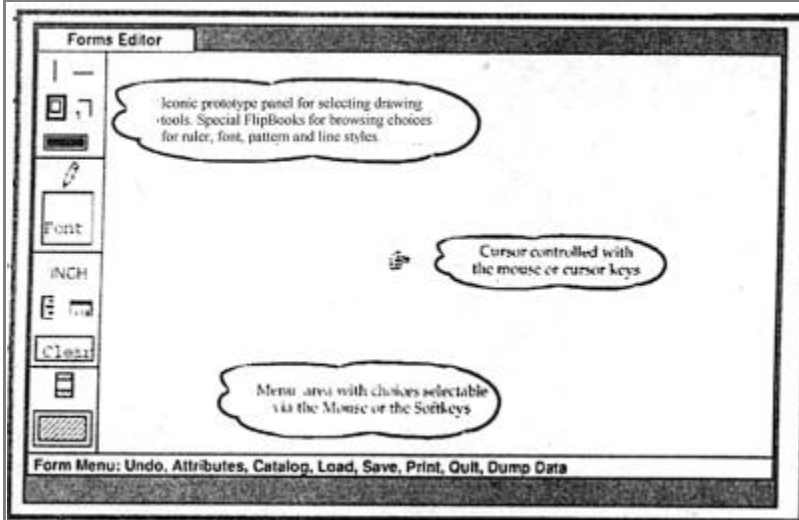 Forms Editor
Iconic prototype panel for selecting drawing
tools. Special FlipBooks for browsing choices
for ruler, font, pattern and line styles.
Font
Cursor controlled with
the mouse or cursor keys
INCH
Clear
Menu area with choices selectable
via the Mouse or the Softkeys
Form Menu: Undo, Attributes, Catalog, Load, Save, Print, Quit, Dump Data